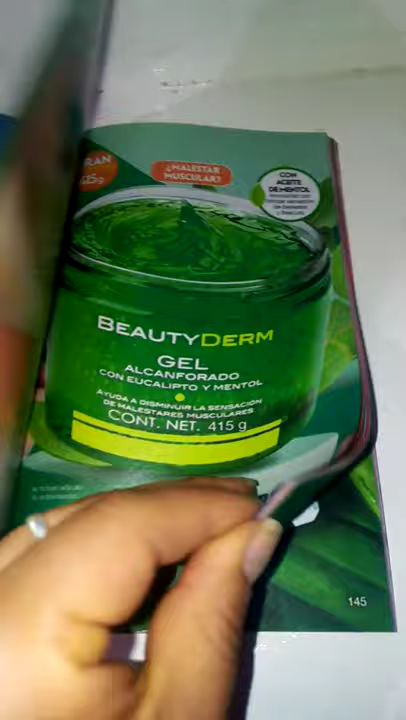 ¿MALESTAR
MUSCULAR?
CON
ACEITE
DE MENTOL
BEAUTYDERM
GEL
ALCANFORADO
CON EUCALIPTO Y MENTOL
AYUDA A DISMINUIR LA SENSACIÓN
DE MALESTARES MUSCULARES
CONT. NET. 415 g
145